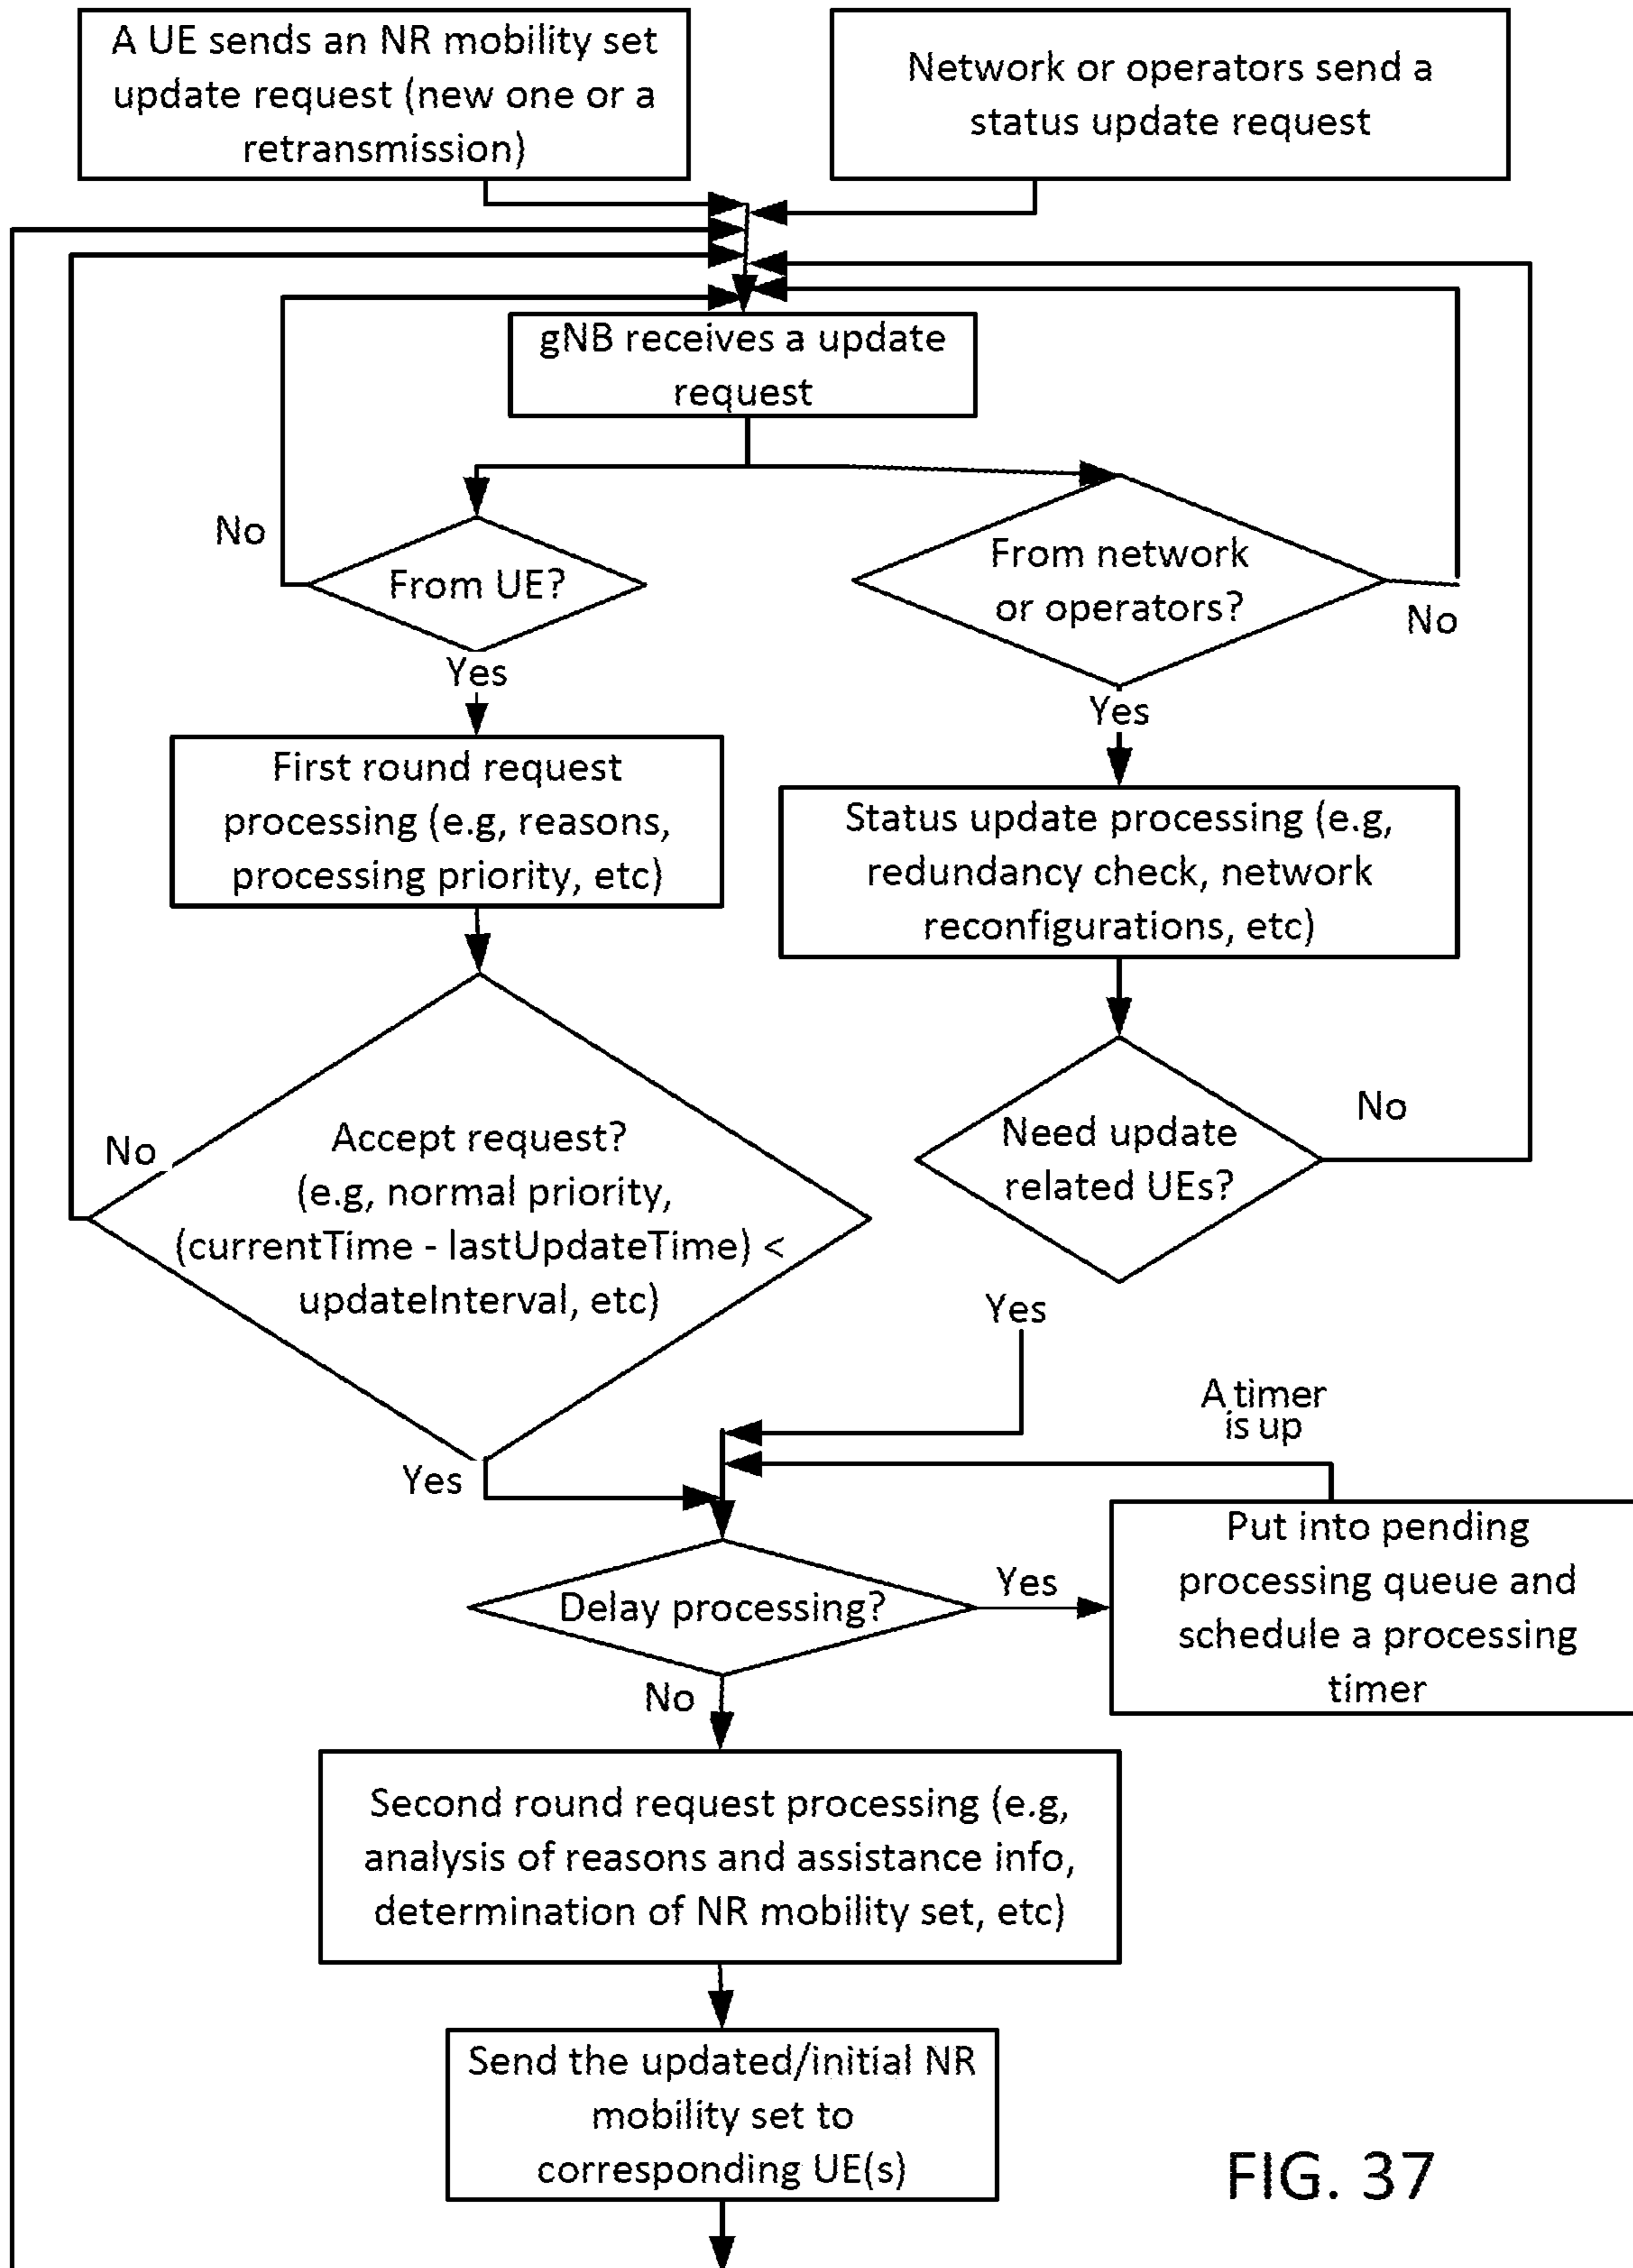 A UE sends an NR mobility set
update request (new one or a
retransmission)
Network or operators send a
status update request
gNB receives a update
request
No
From UE?
From network
or operators?
No
Yes
Yes
First round request
processing (e.g, reasons,
processing priority, etc)
Status update processing (e.g,
redundancy check, network
reconfigurations, etc)
No
Accept request?
(e.g, normal priority,
(currentTime - lastUpdateTime) <
updateInterval, etc)
Need update
related UEs?
No
Yes
A timer
is up
Yes
Delay processing?
Yes
Put into pending
processing queue and
schedule a processing
timer
No
Second round request processing (e.g,
analysis of reasons and assistance info,
determination of NR mobility set, etc)
Send the updated/initial NR
mobility set to
corresponding UE(s)
FIG. 37